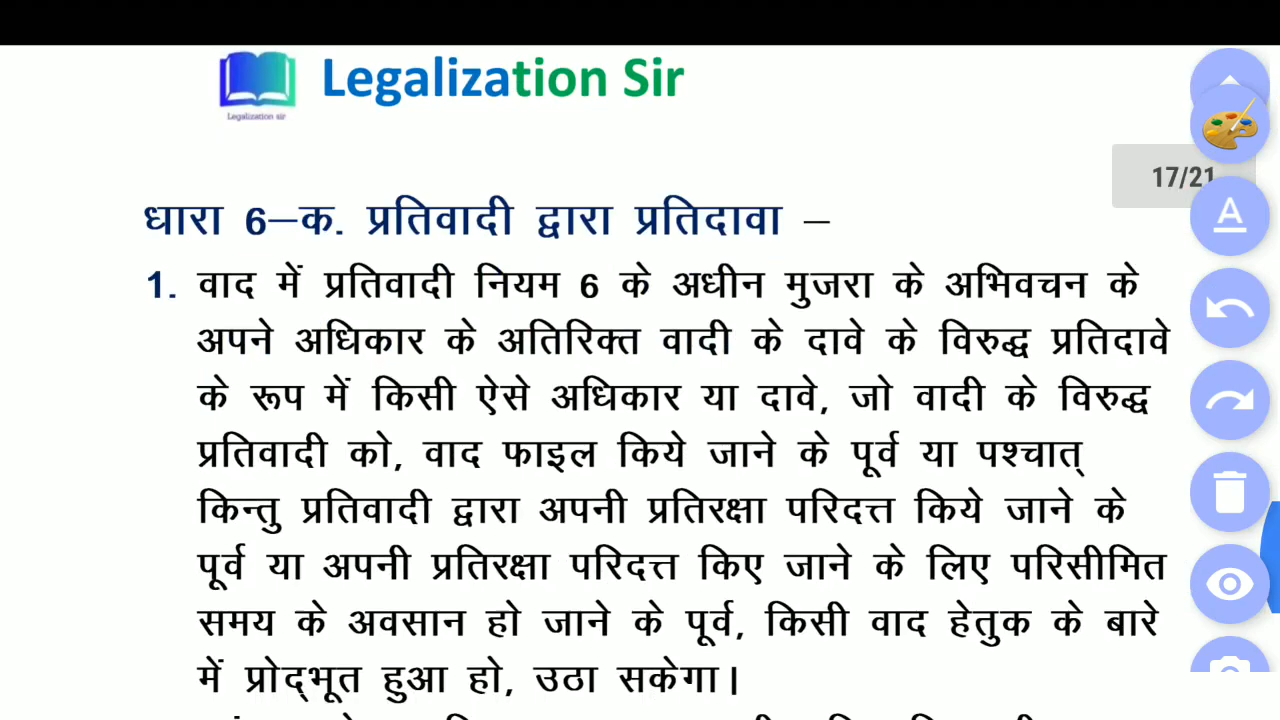 Legalization Sir
Legalization sir
17/21
धारा 6–क. प्रतिवादी द्वारा प्रतिदावा –
1. वाद में प्रतिवादी नियम 6 के अधीन मुजरा के अभिवचन के
अपने अधिकार के अतिरिक्त वादी के दावे के विरुद्ध प्रतिदावे
के रूप में किसी ऐसे अधिकार या दावे, जो वादी के विरुद्ध
प्रतिवादी को, वाद फाइल किये जाने के पूर्व या पश्चात्
किन्तु प्रतिवादी द्वारा अपनी प्रतिरक्षा परिदत्त किये जाने के
पूर्व या अपनी प्रतिरक्षा परिदत्त किए जाने के लिए परिसीमित
समय के अवसान हो जाने के पूर्व, किसी वाद हेतुक के बारे
में प्रोद्भूत हुआ हो, उठा सकेगा।